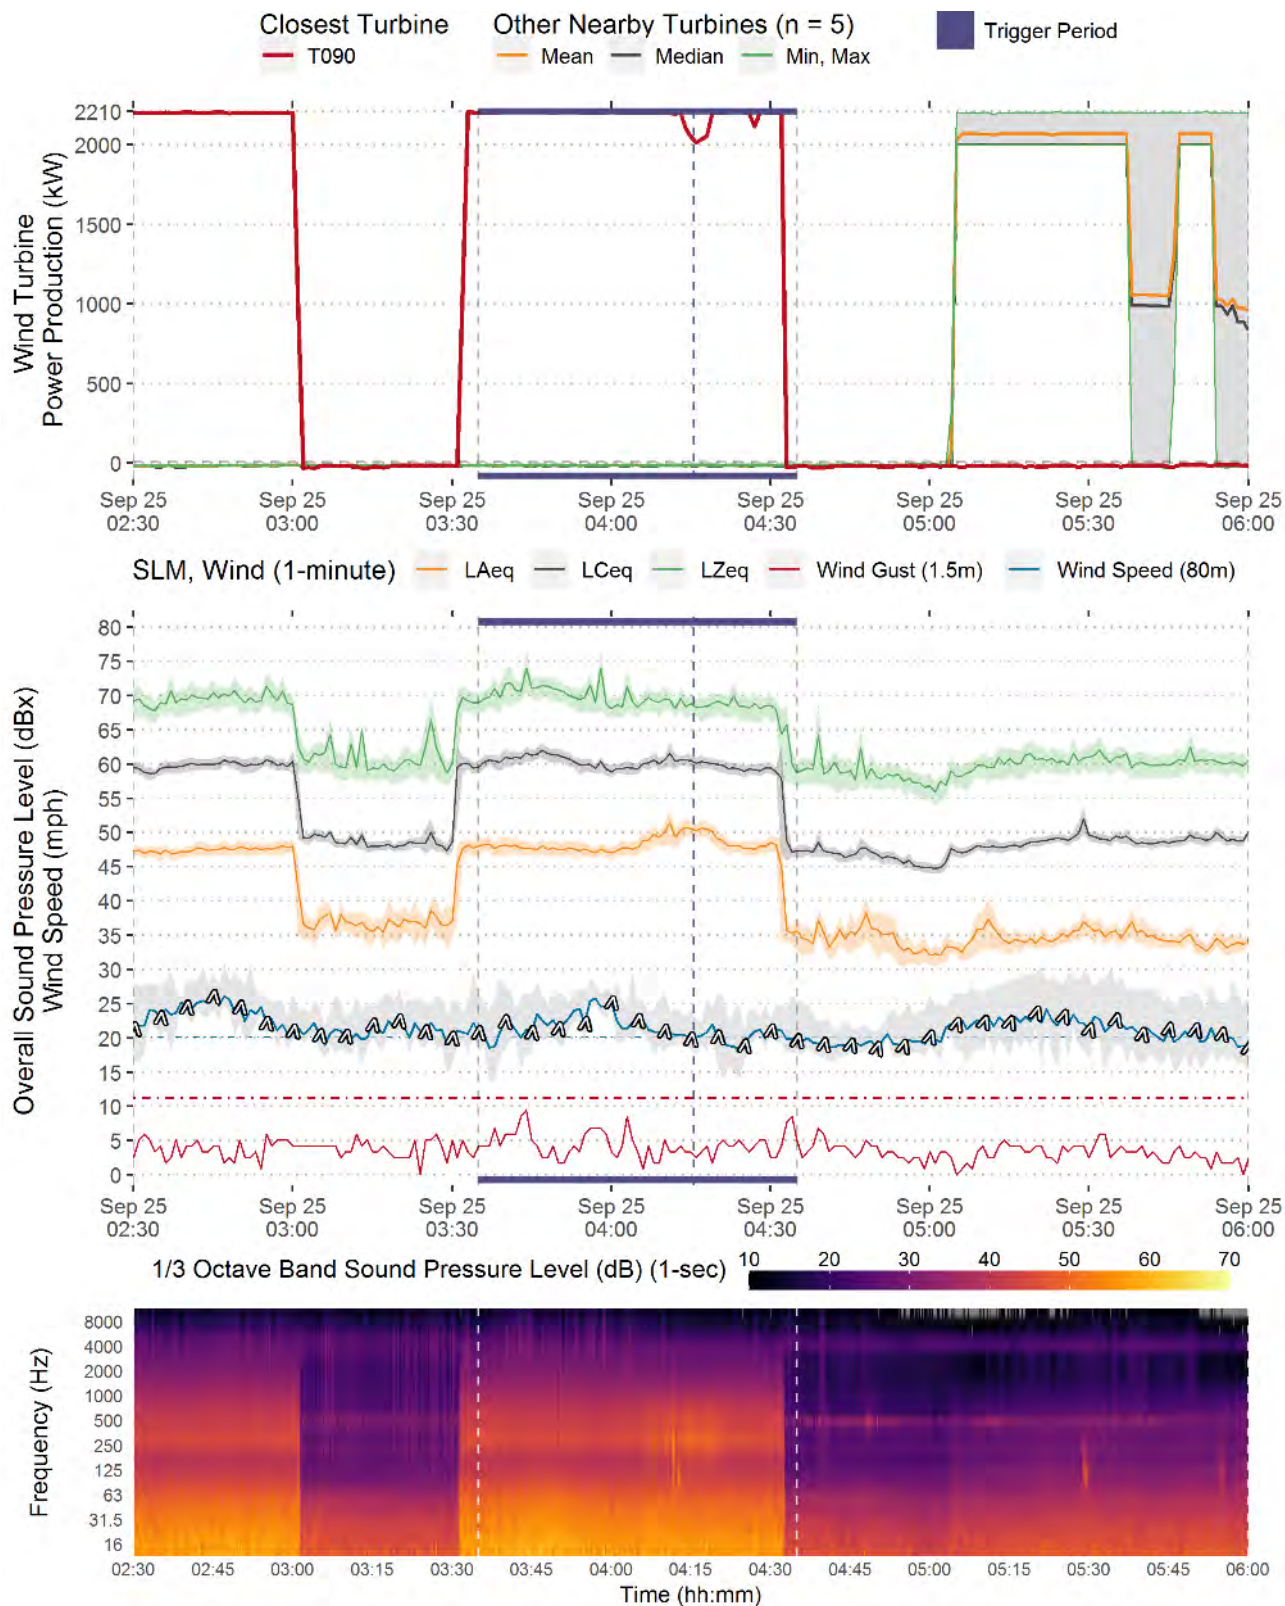 Closest Turbine Other Nearby Turbines (n = 5) Trigger Period
T090 Mean Median Min, Max
Wind Turbine
Power Production (kW)
2210
2000
1500
1000
500
0
Sep 25 Sep 25 Sep 25 Sep 25 Sep 25 Sep 25 Sep 25 Sep 25
02:30 03:00 03:30 04:00 04:30 05:00 05:30 06:00
SLM, Wind (1-minute) LAeq LCeq LZeq Wind Gust (1.5m) Wind Speed (80m)
Overall Sound Pressure Level (dBx)
Wind Speed (mph)
80
75
70
65
60
55
50
45
40
35
30
25
20
15
10
5
0
Sep 25 Sep 25 Sep 25 Sep 25 Sep 25 Sep 25 Sep 25 Sep 25
02:30 03:00 03:30 04:00 04:30 05:00 05:30 06:00
1/3 Octave Band Sound Pressure Level (dB) (1-sec)
10 20 30 40 50 60 70
Frequency (Hz)
8000
4000
2000
1000
500
250
125
63
31.5
16
02:30 02:45 03:00 03:15 03:30 03:45 04:00 04:15 04:30 04:45 05:00 05:15 05:30 05:45 06:00
Time (hh:mm)